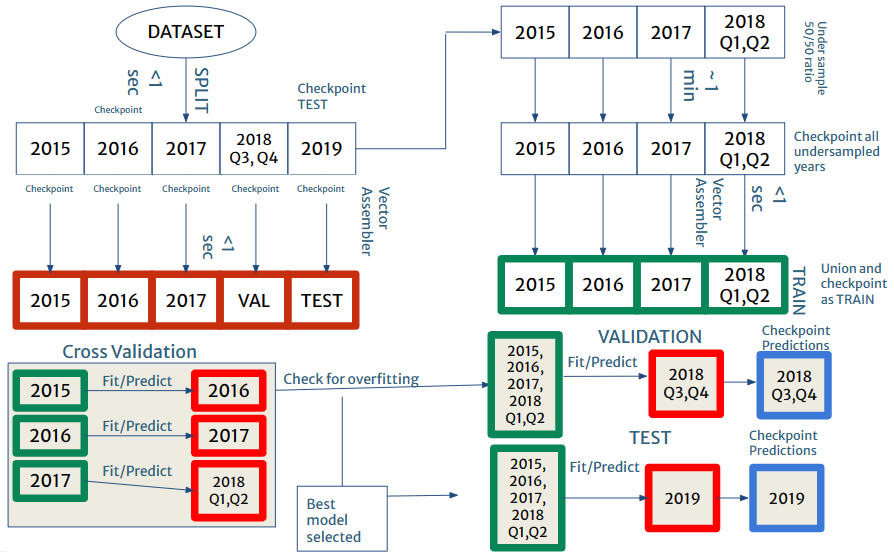 DATASET
SPLIT
<1
sec
Checkpoint
Checkpoint
TEST
2015
2016
2017
2018
Q3, Q4
2019
Checkpoint
Checkpoint
Checkpoint
Checkpoint
Checkpoint
Vector
Assembler
<1
sec
2015
2016
2017
VAL
TEST
2015
2016
2017
2018
Q1,Q2
Under sample
50/50 ratio
~ 1
min
2015
2016
2017
2018
Q1,Q2
Checkpoint all
undersampled
years
Vector
Assembler
<1
sec
2015
2016
2017
2018
Q1,Q2
TRAIN
Union and
checkpoint
as TRAIN
Cross Validation
2015
Fit/Predict
2016
2016
Fit/Predict
2017
2017
Fit/Predict
2018
Q1,Q2
Check for overfitting
Best
model
selected
VALIDATION
2015,
2016,
2017,
2018
Q1,Q2
Fit/Predict
2018
Q3,Q4
Checkpoint
Predictions
2018
Q3,Q4
TEST
2015,
2016,
2017,
2018
Q1,Q2
Fit/Predict
2019
Checkpoint
Predictions
2019